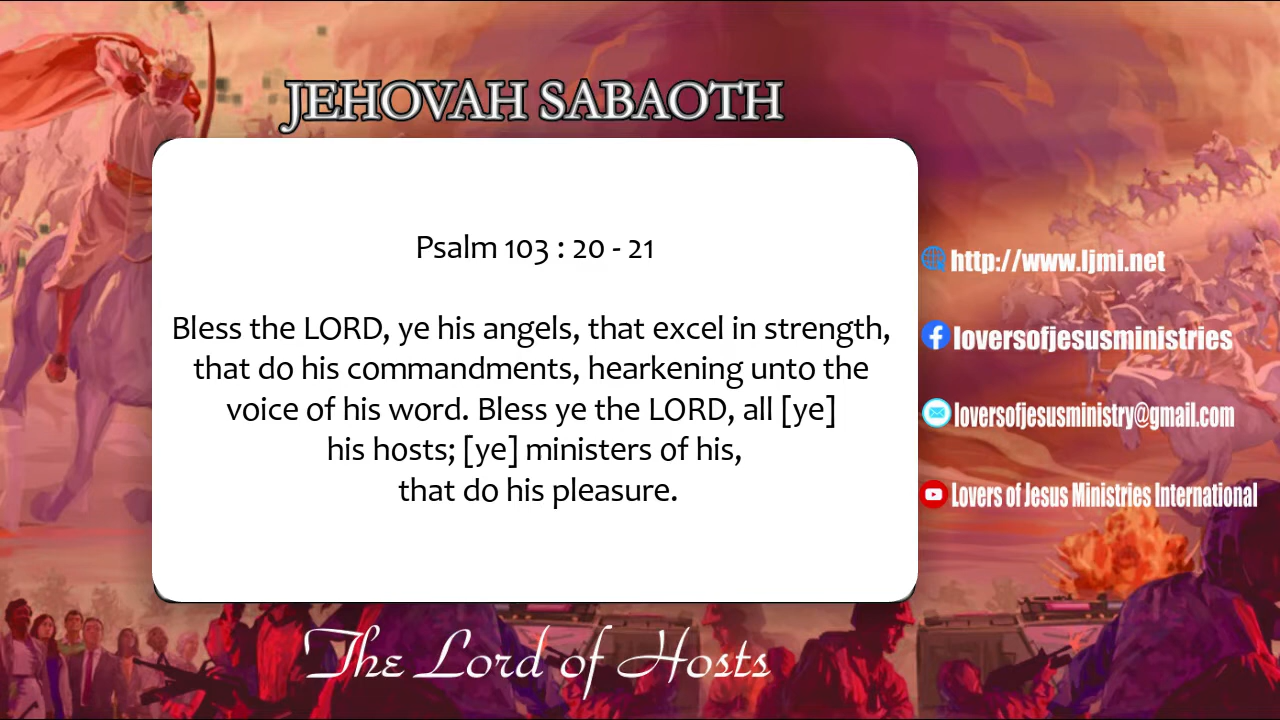 JEHOVAH SABAOTH
Psalm 103 : 20 - 21
Bless the LORD, ye his angels, that excel in strength,
that do his commandments, hearkening unto the
voice of his word. Bless ye the LORD, all [ye]
his hosts; [ye] ministers of his,
that do his pleasure.
http://www.ljmi.net
loversofjesusministries
loversofjesusministry@gmail.com
Lovers of Jesus Ministries International
The Lord of Hosts